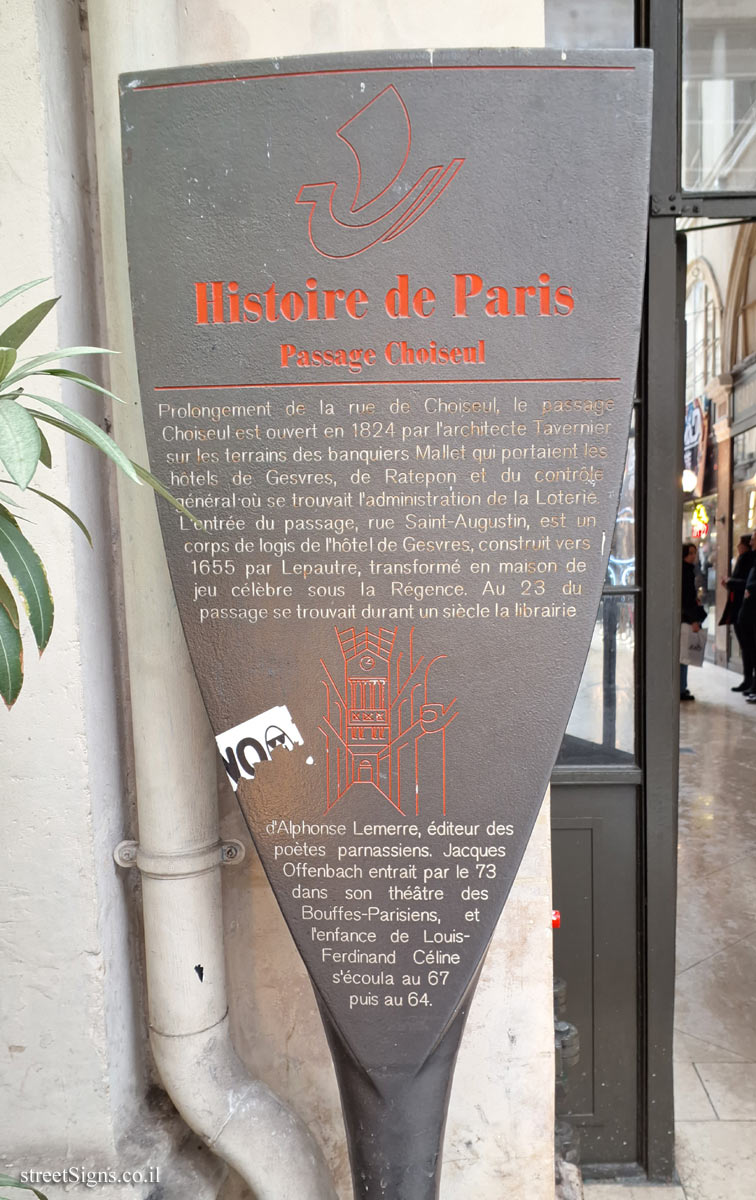 Histoire de Paris
Passage Choiseul
Prolongement de la rue de Choiseul, le passage
Choiseul est ouvert en 1824 par l'architecte Tavernier
sur les terrains des banquiers Mallet qui portaient les
hôtels de Gesvres, de Ratepon et du contrôle
général où se trouvait l'administration de la Loterie.
L'entrée du passage, rue Saint-Augustin, est un
corps de logis de l'hôtel de Gesvres, construit vers
1655 par Lepautre, transformé en maison de
jeu célèbre sous la Régence. Au 23 du
passage se trouvait durant un siècle la librairie
d'Alphonse Lemerre, éditeur des
poètes parnassiens. Jacques
Offenbach entrait par le 73
dans son théâtre des
Bouffes-Parisiens, et
l'enfance de Louis-
Ferdinand Céline
s'écoula au 67
puis au 64.
streetSigns.co.il